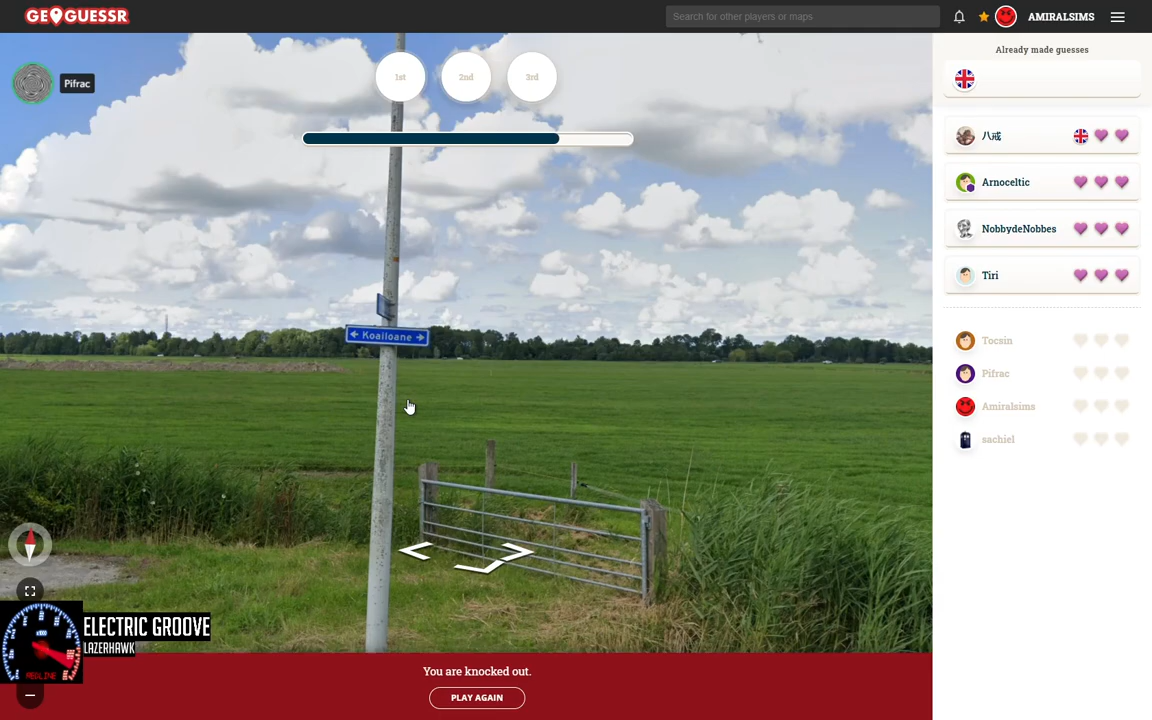 GEOGUESSR
Search for other players or maps
AMIRALSIMS
Already made guesses
Pifrac
1st
2nd
3rd
八戒
Arnoceltic
NobbydeNobbes
Tiri
Tocsin
Pifrac
Amiralsims
sachiel
← Koailoane →
ELECTRIC GROOVE
LAZERHAWK
REDLINE
You are knocked out.
PLAY AGAIN